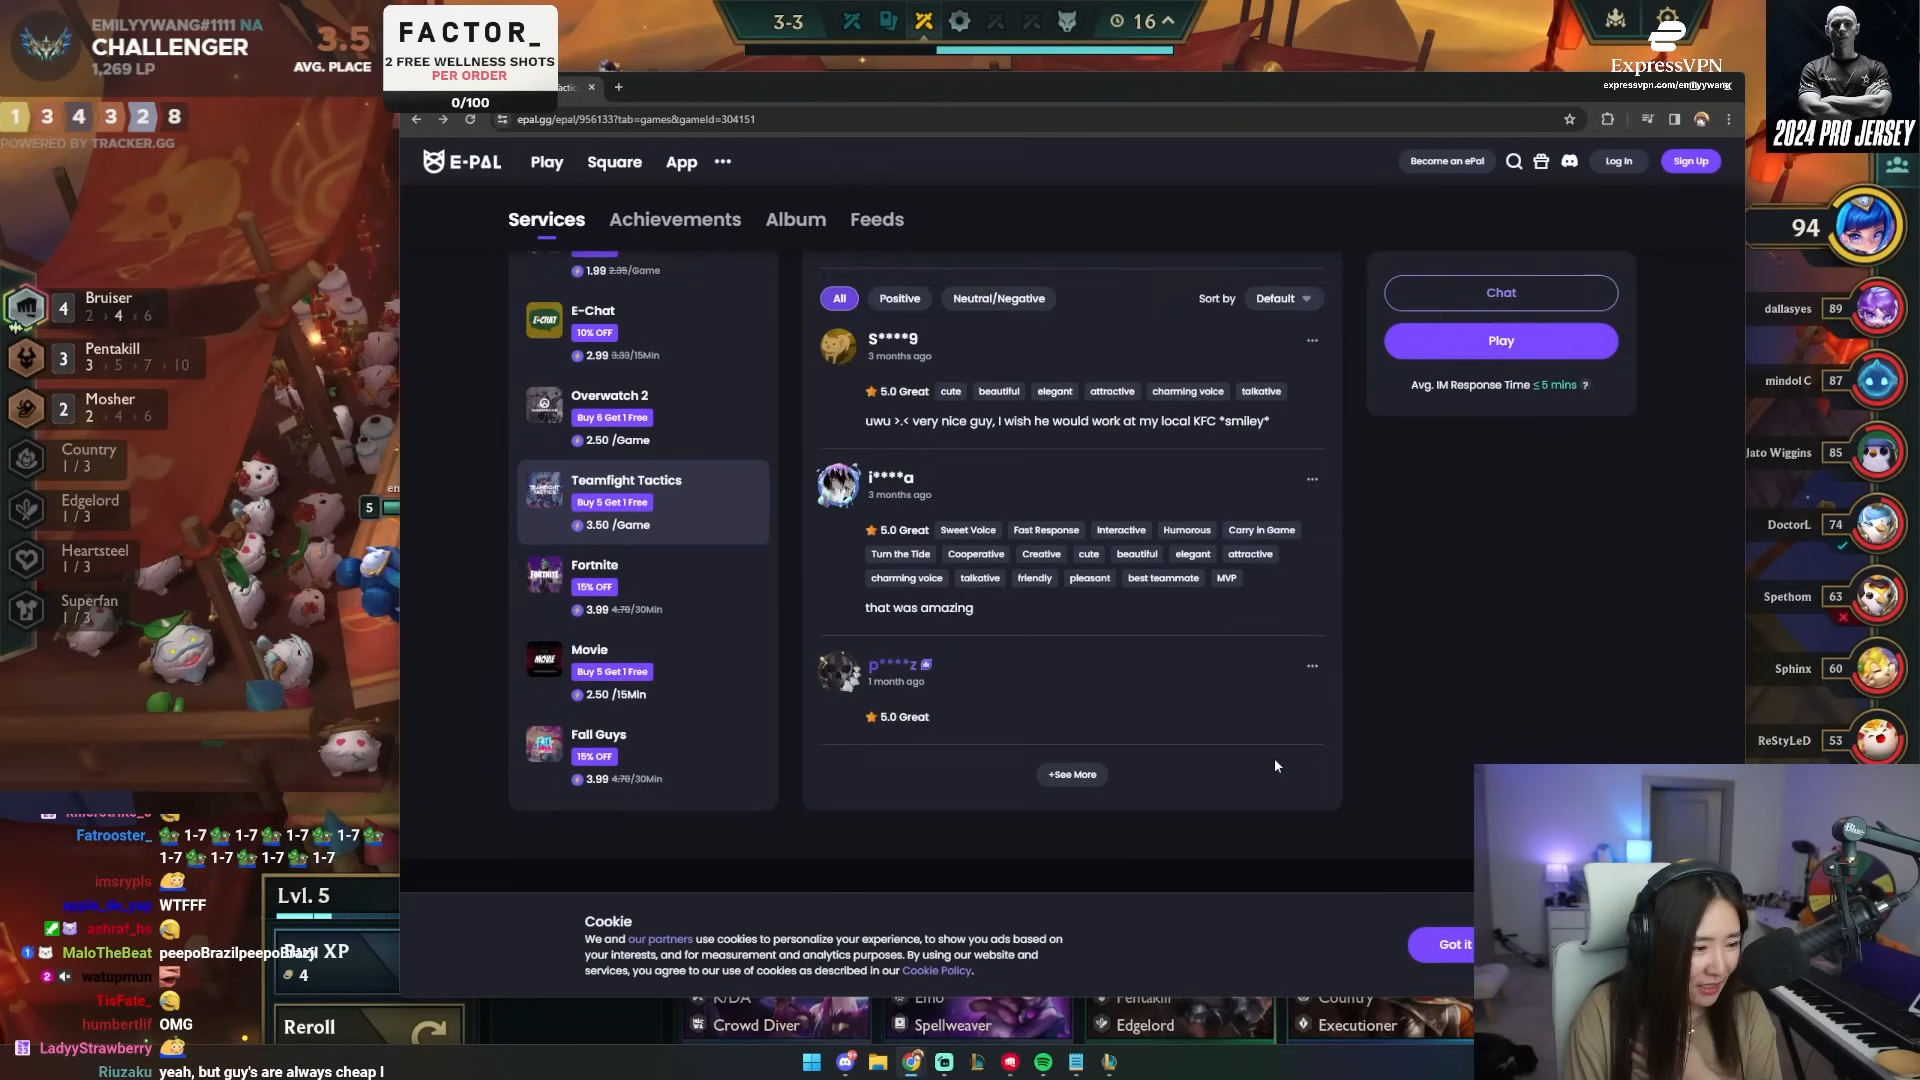 EMILYYWANG#1111 NA
CHALLENGER
1,269 LP
3.5
AVG. PLACE
1 3 4 3 2 8
POWERED BY TRACKER.GG
FACTOR_
2 FREE WELLNESS SHOTS
PER ORDER
0/100
3-3
16
ExpressVPN
expressvpn.com/emilyywang
2024 PRO JERSEY
epal.gg/epal/956133?tab=games&gameId=304151
E-PAL
Play
Square
App
Become an ePal
Log In
Sign Up
Services
Achievements
Album
Feeds
1.99 2.35/Game
E-Chat
10% OFF
2.99 3.33/15Min
Overwatch 2
Buy 6 Get 1 Free
2.50 /Game
Teamfight Tactics
Buy 5 Get 1 Free
3.50 /Game
Fortnite
15% OFF
3.99 4.70/30Min
Movie
Buy 5 Get 1 Free
2.50 /15Min
Fall Guys
15% OFF
3.99 4.70/30Min
All
Positive
Neutral/Negative
Sort by
Default
S****9
3 months ago
5.0 Great cute beautiful elegant attractive charming voice talkative
uwu >.< very nice guy, I wish he would work at my local KFC *smiley*
i****a
3 months ago
5.0 Great Sweet Voice Fast Response Interactive Humorous Carry in Game
Turn the Tide Cooperative Creative cute beautiful elegant attractive
charming voice talkative friendly pleasant best teammate MVP
that was amazing
p****z
1 month ago
5.0 Great
+See More
Chat
Play
Avg. IM Response Time ≤ 5 mins ?
Cookie
We and our partners use cookies to personalize your experience, to show you ads based on
your interests, and for measurement and analytics purposes. By using our website and
services, you agree to our use of cookies as described in our Cookie Policy.
Got it
4 Bruiser
2 › 4 › 6
3 Pentakill
3 › 5 › 7 › 10
2 Mosher
2 › 4 › 6
Country
1 / 3
Edgelord
1 / 3
Heartsteel
1 / 3
Superfan
1 / 3
5
94
dallasyes 89
mindol C 87
Jato Wiggins 85
DoctorL 74
Spethom 63
Sphinx 60
ReStyLeD 53
Fatrooster_ 1-7 1-7 1-7 1-7
1-7 1-7 1-7 1-7
imsrypls
WTFFF
ashraf_hs
MaloTheBeat peepoBrazilpeepoBrazil
watupmun
TisFate_
humbertlif OMG
LadyyStrawberry
Riuzaku yeah, but guy's are always cheap I
Lvl. 5
Buy XP
4
Reroll
K/DA
Crowd Diver
Emo
Spellweaver
Pentakill
Edgelord
Country
Executioner
Blue